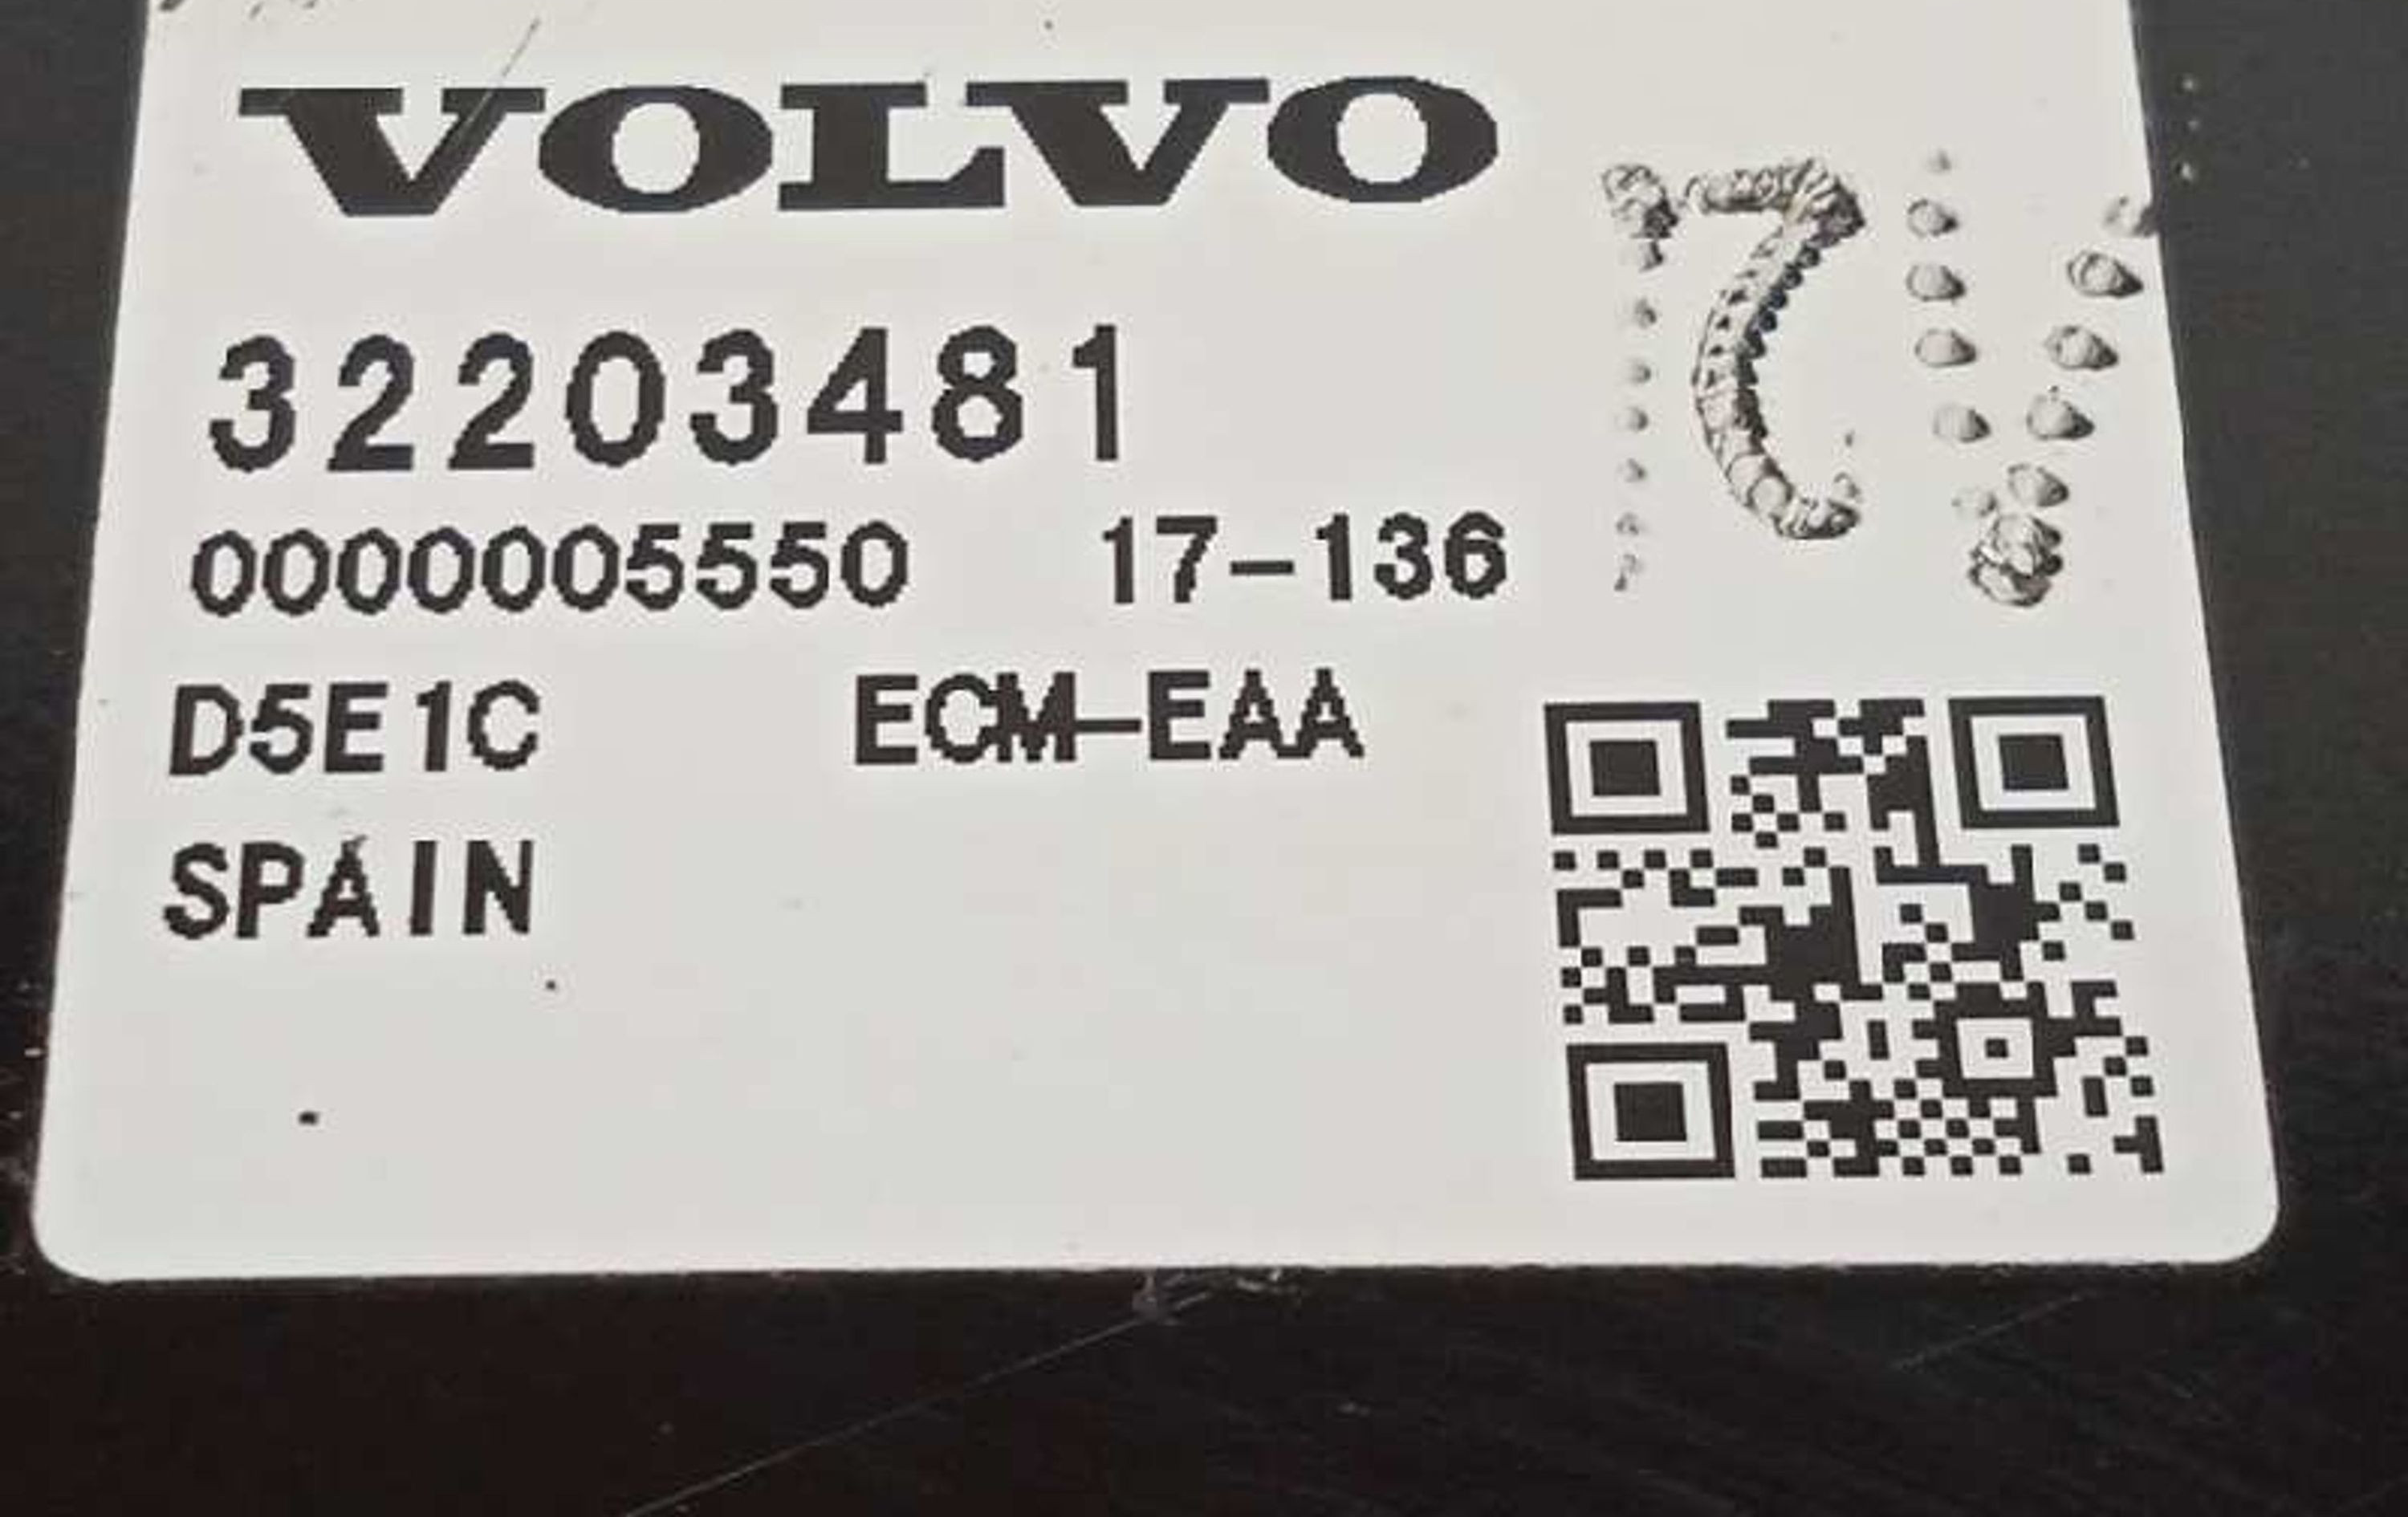 VOLVO
32203481
0000005550 17-136
D5E1C ECM-EAA
SPAIN